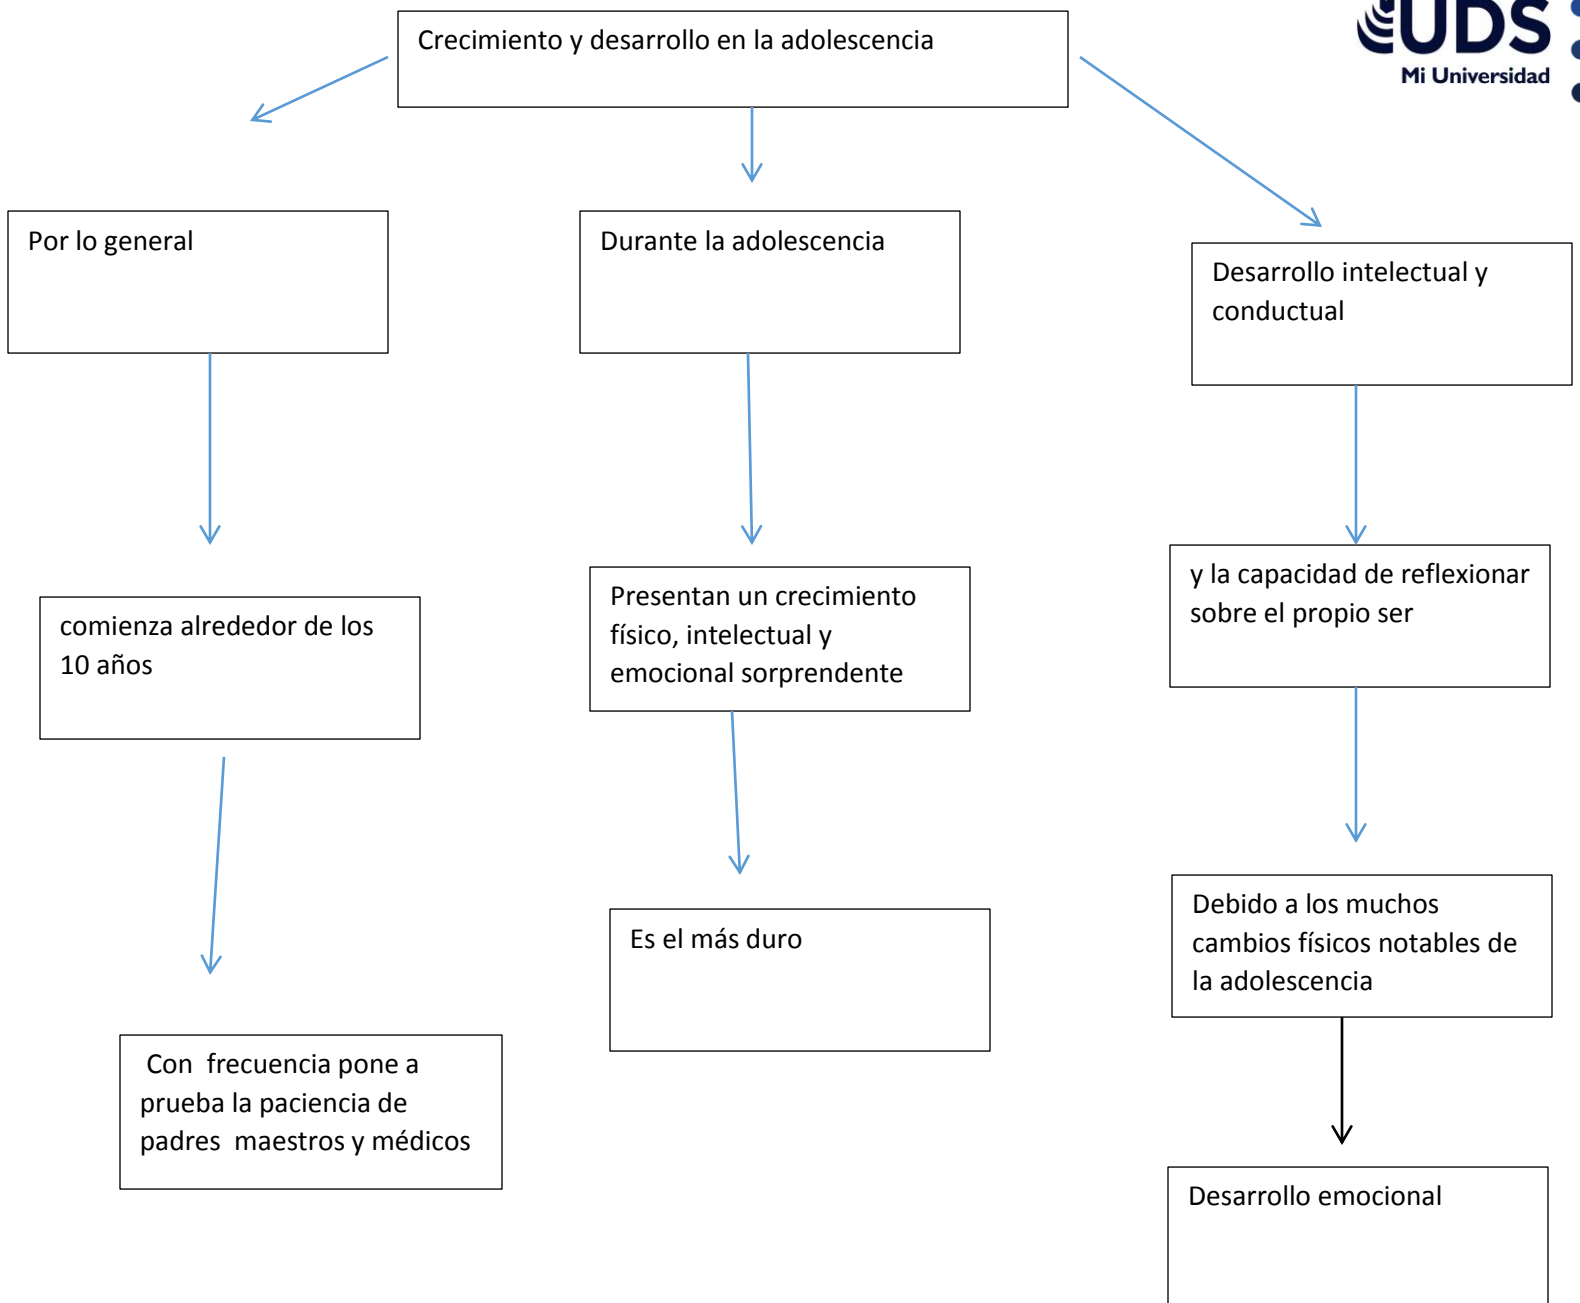 Crecimiento y desarrollo en la adolescencia
UDS
Mi Universidad
Por lo general
Durante la adolescencia
Desarrollo intelectual y
conductual
comienza alrededor de los
10 años
Presentan un crecimiento
físico, intelectual y
emocional sorprendente
y la capacidad de reflexionar
sobre el propio ser
Con  frecuencia pone a
prueba la paciencia de
padres  maestros y médicos
Es el más duro
Debido a los muchos
cambios físicos notables de
la adolescencia
Desarrollo emocional